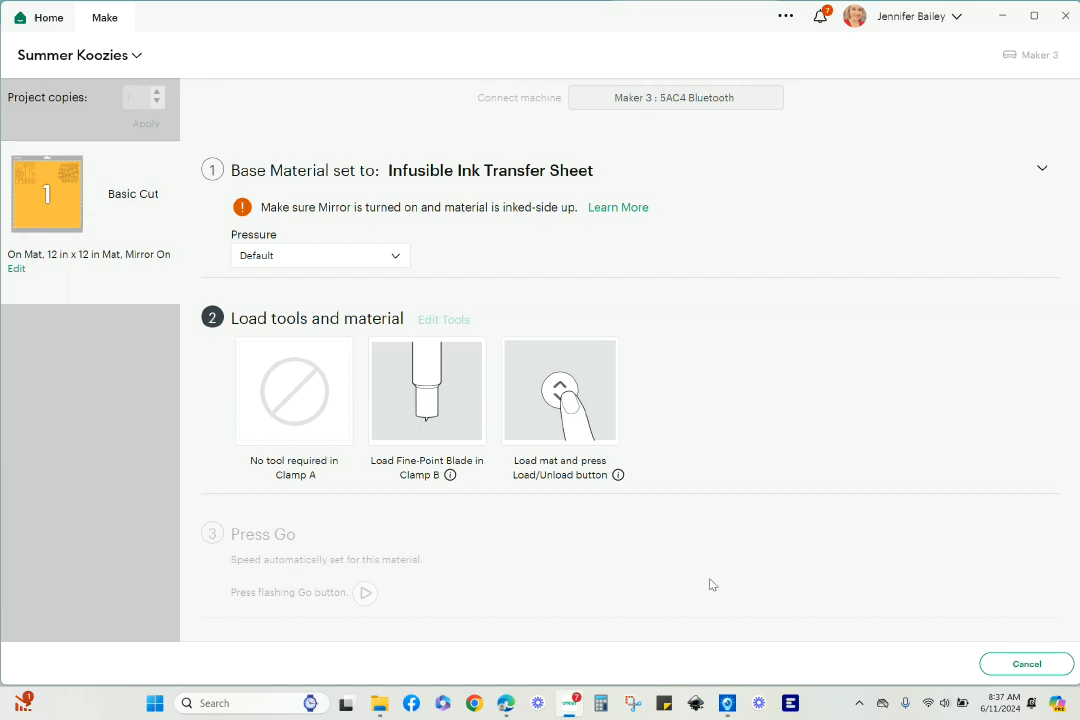 Home
Make
7
Jennifer Bailey
Summer Koozies
Maker 3
Project copies:
1
Apply
Connect machine
Maker 3 : 5AC4 Bluetooth
1
Basic Cut
On Mat, 12 in x 12 in Mat, Mirror On
Edit
1 Base Material set to: Infusible Ink Transfer Sheet
Make sure Mirror is turned on and material is inked-side up. Learn More
Pressure
Default
2 Load tools and material Edit Tools
No tool required in
Clamp A
Load Fine-Point Blade in
Clamp B
Load mat and press
Load/Unload button
3 Press Go
Speed automatically set for this material.
Press flashing Go button.
Cancel
1
Search
7
8:37 AM
6/11/2024
PRE